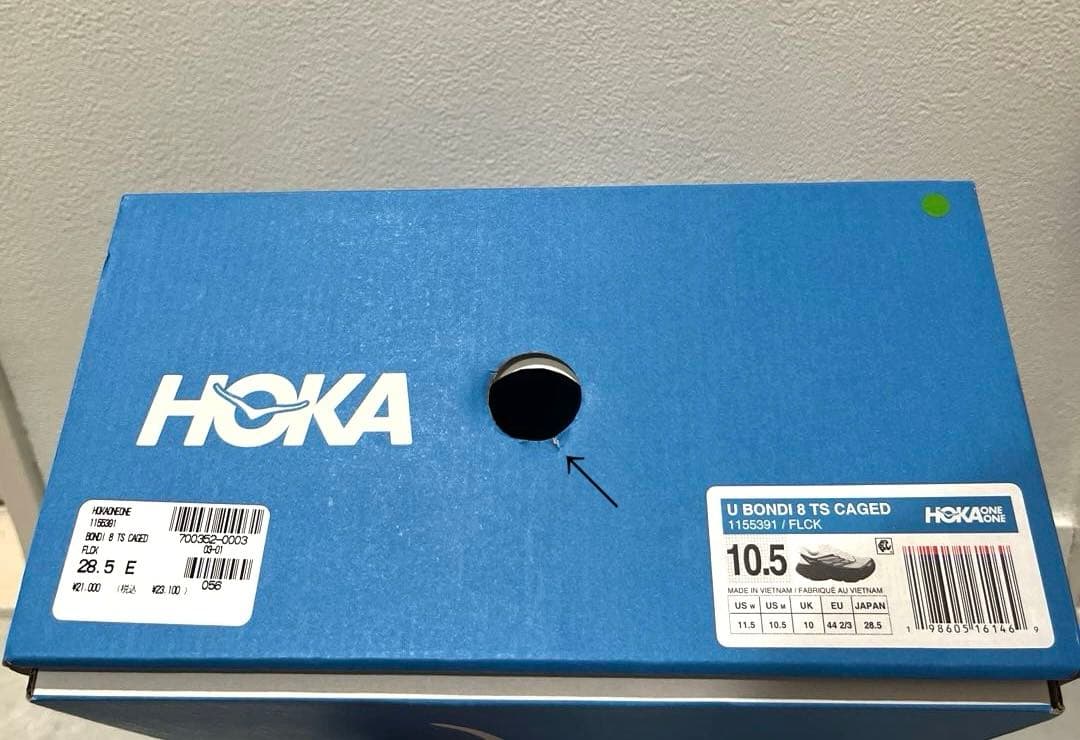 HOKA
HOKAONEONE
1155391
BONDI 8 TS CAGED
700352-0003
FLCK
03-01
28.5 E
056
¥21.000 (税込 ¥23.100 )
U BONDI 8 TS CAGED
1155391 / FLCK
HOKA ONE ONE
10.5
MADE IN VIETNAM / FABRIQUÉ AU VIETNAM
US W US M UK EU JAPAN
11.5 10.5 10 44 2/3 28.5
1 98605 16146 9